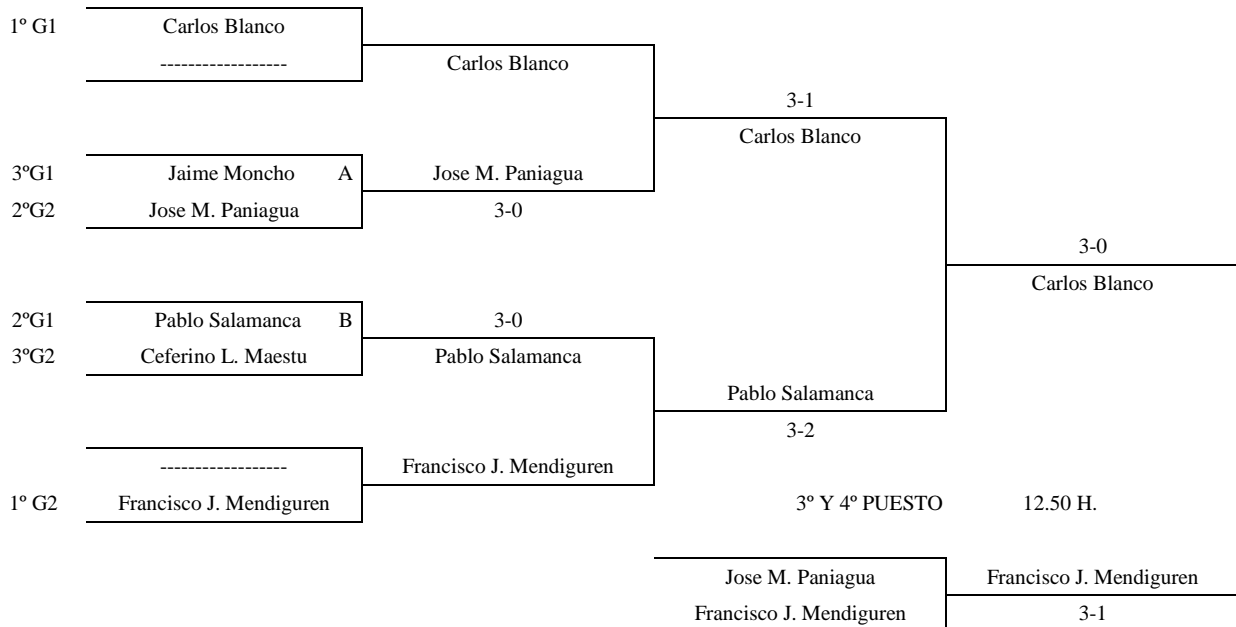 1º G1 Carlos Blanco
------------------ Carlos Blanco
3-1
Carlos Blanco
3ºG1 Jaime Moncho A Jose M. Paniagua
2ºG2 Jose M. Paniagua 3-0
3-0
Carlos Blanco
2ºG1 Pablo Salamanca B 3-0
3ºG2 Ceferino L. Maestu Pablo Salamanca
Pablo Salamanca
3-2
------------------ Francisco J. Mendiguren
1º G2 Francisco J. Mendiguren 3º Y 4º PUESTO 12.50 H.
Jose M. Paniagua Francisco J. Mendiguren
Francisco J. Mendiguren 3-1